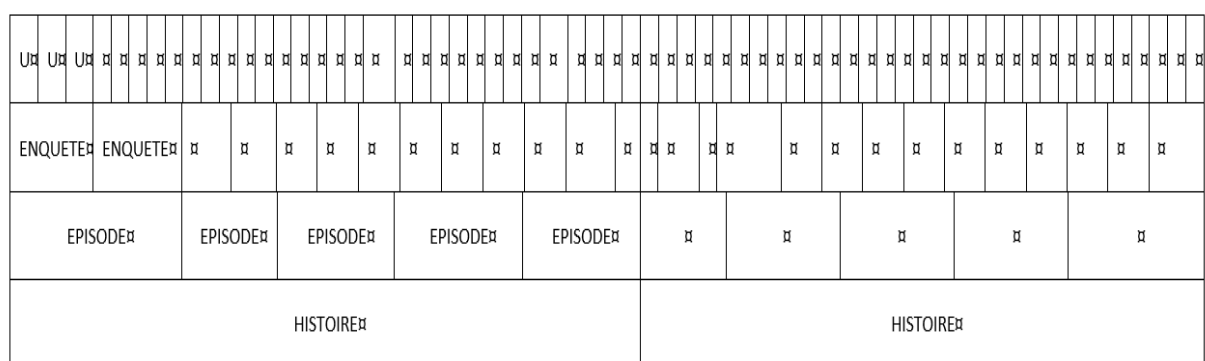 U¤ U¤ U¤ ¤ ¤ ¤ ¤ ¤ ¤ ¤ ¤ ¤ ¤ ¤ ¤ ¤ ¤ ¤ ¤ ¤ ¤ ¤ ¤ ¤ ¤ ¤ ¤ ¤ ¤ ¤ ¤ ¤ ¤ ¤ ¤ ¤ ¤ ¤ ¤ ¤ ¤ ¤ ¤ ¤ ¤ ¤ ¤ ¤ ¤ ¤ ¤ ¤ ¤ ¤ ¤ ¤ ¤ ¤ ¤ ¤ ¤ ¤ ¤
ENQUETE¤ ENQUETE¤ ¤ ¤ ¤ ¤ ¤ ¤ ¤ ¤ ¤ ¤ ¤ ¤ ¤ ¤ ¤ ¤ ¤ ¤ ¤ ¤ ¤ ¤ ¤ ¤ ¤
EPISODE¤ EPISODE¤ EPISODE¤ EPISODE¤ EPISODE¤ ¤ ¤ ¤ ¤ ¤
HISTOIRE¤ HISTOIRE¤